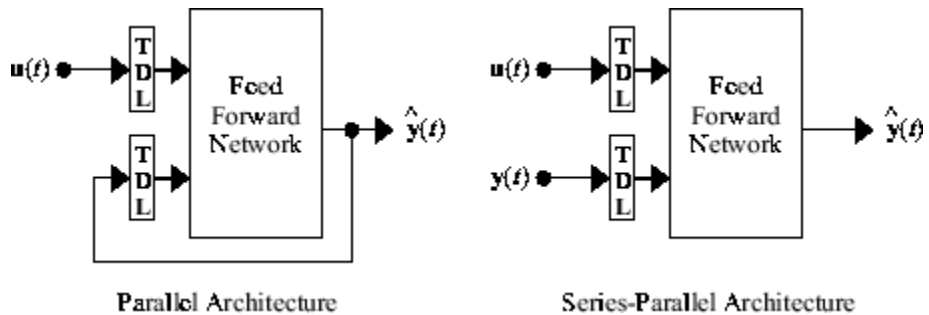 u(t)
T
D
L
T
D
L
Feed
Forward
Network
ŷ(t)
Parallel Architecture
u(t)
y(t)
T
D
L
T
D
L
Feed
Forward
Network
ŷ(t)
Series-Parallel Architecture